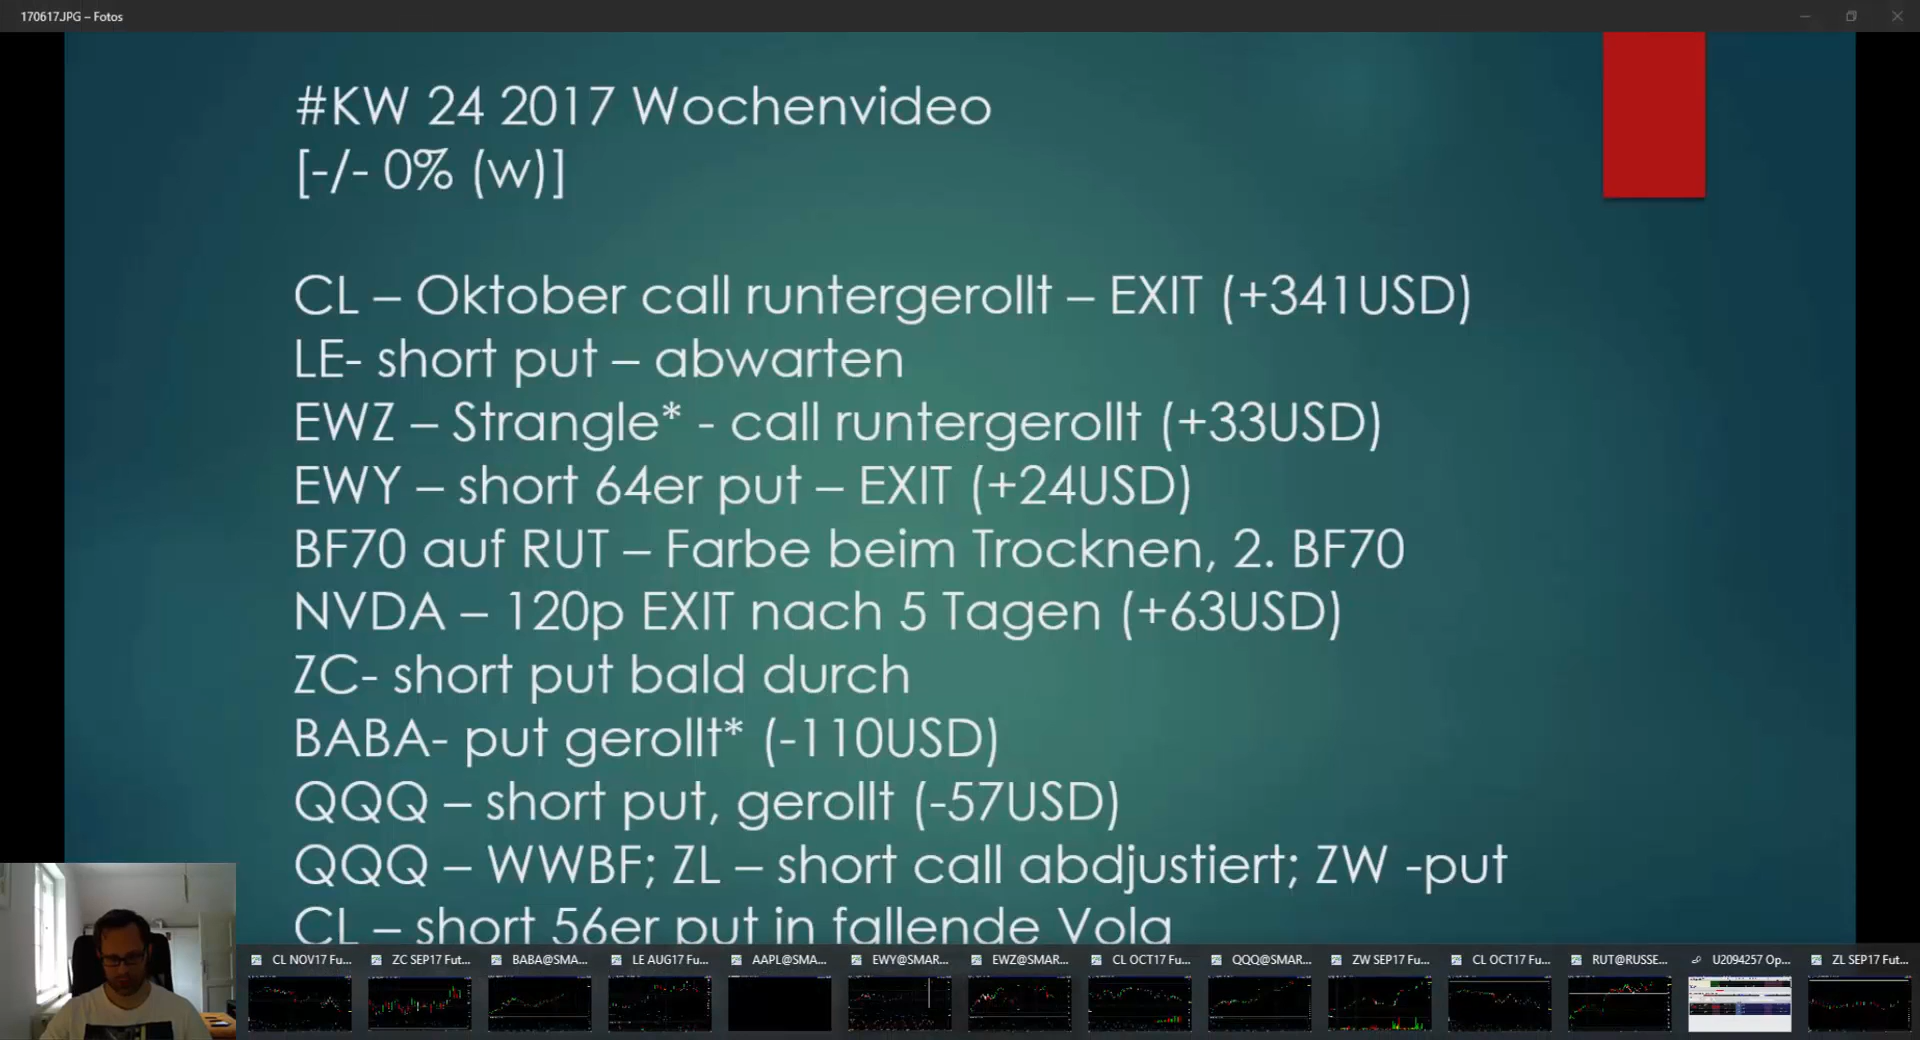 170617.JPG – Fotos
#KW 24 2017 Wochenvideo
[-/- 0% (w)]
CL – Oktober call runtergerollt – EXIT (+341USD)
LE- short put – abwarten
EWZ – Strangle* - call runtergerollt (+33USD)
EWY – short 64er put – EXIT (+24USD)
BF70 auf RUT – Farbe beim Trocknen, 2. BF70
NVDA – 120p EXIT nach 5 Tagen (+63USD)
ZC- short put bald durch
BABA- put gerollt* (-110USD)
QQQ – short put, gerollt (-57USD)
QQQ – WWBF; ZL – short call abdjustiert; ZW -put
CL – short 56er put in fallende Vola
CL NOV17 Fu... ZC SEP17 Fut... BABA@SMA... LE AUG17 Fu... AAPL@SMA... EWY@SMAR... EWZ@SMAR... CL OCT17 Fu... QQQ@SMAR... ZW SEP17 Fu... CL OCT17 Fu... RUT@RUSSE... U2094257 Op... ZL SEP17 Fut...